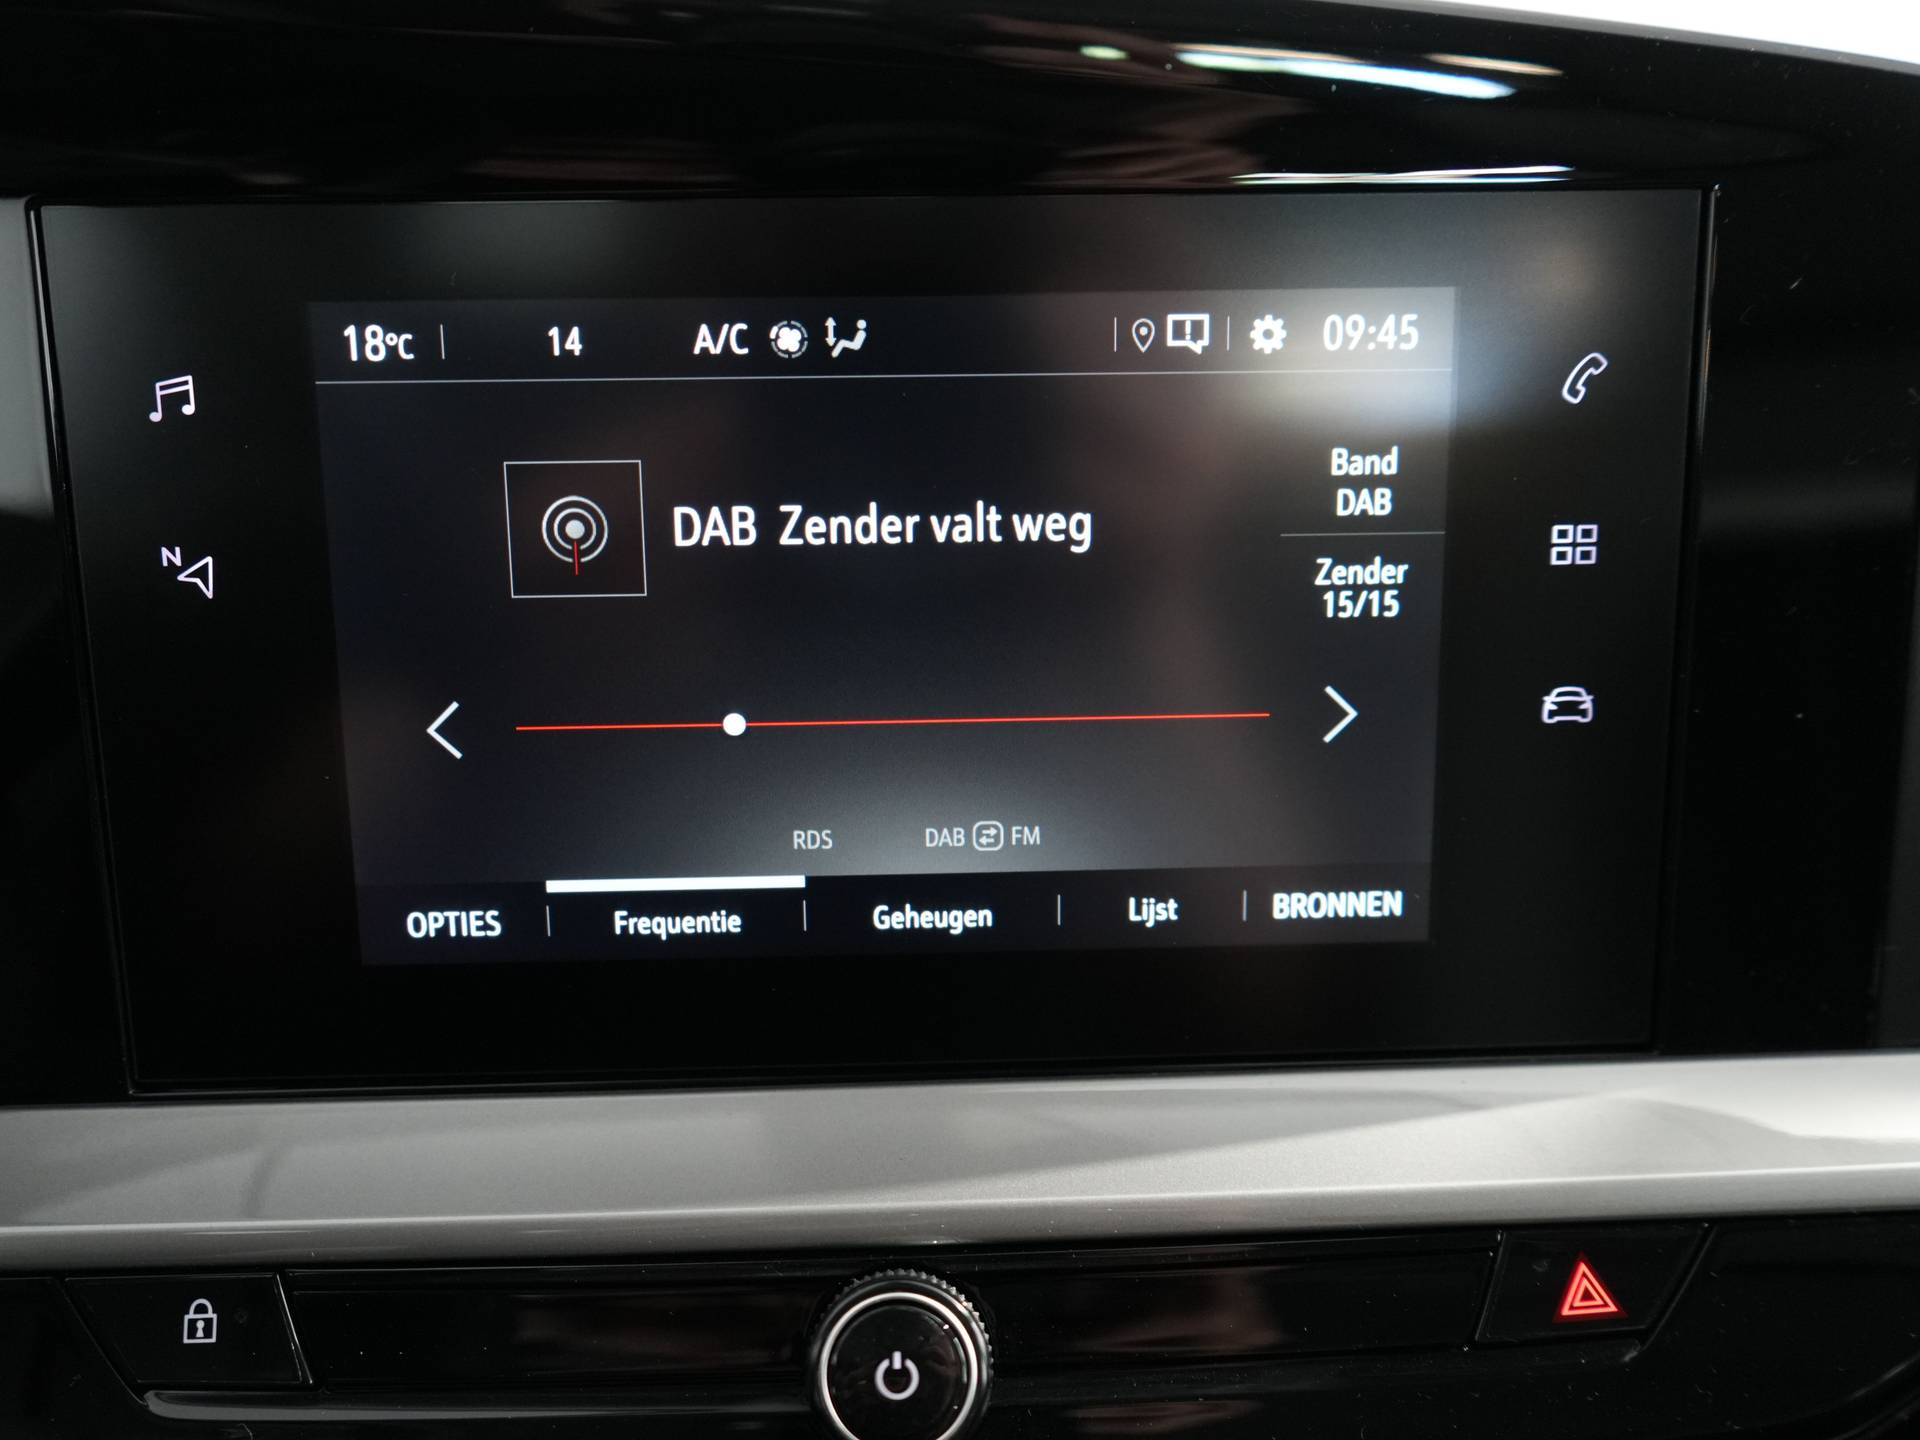 18°C 14 A/C 09:45
Band
DAB
DAB Zender valt weg
Zender
15/15
N
RDS DAB FM
OPTIES Frequentie Geheugen Lijst BRONNEN